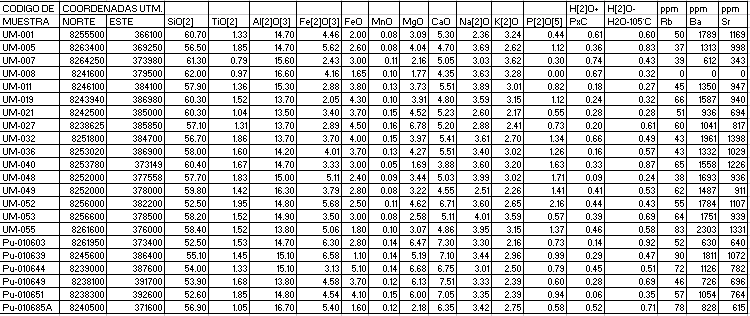 CODIGO DE MUESTRA COORDENADAS UTM. NORTE ESTE SiO[2] TiO[2] Al[2]O[3] Fe[2]O[3] FeO MnO MgO CaO Na[2]O K[2]O P[2]O[5] H[2]O+ PxC H[2]O- H2O-105'C ppm Rb ppm Ba ppm Sr
UM-001 8255500 366100 60.70 1.33 14.70 4.46 2.00 0.08 3.09 5.30 2.36 3.24 0.44 0.61 0.60 50 1789 1169
UM-005 8263400 369250 56.50 1.85 14.70 5.62 2.60 0.08 4.04 4.70 3.69 2.62 1.12 0.36 0.83 37 1313 998
UM-007 8264250 373980 61.30 0.79 15.60 2.43 3.00 0.11 2.16 5.05 3.03 3.62 0.30 0.74 0.43 39 612 343
UM-008 8241600 379500 62.00 0.97 16.60 4.16 1.65 0.10 1.77 4.35 3.63 3.28 0.00 0.67 0.32 0 0 0
UM-011 8246100 384100 57.90 1.36 15.30 2.88 3.80 0.13 3.73 5.51 3.89 3.01 0.82 0.18 0.27 45 1350 947
UM-019 8243940 386980 60.30 1.52 13.70 2.05 4.30 0.10 3.91 4.80 3.59 3.15 1.12 0.24 0.32 66 1587 940
UM-021 8242500 385000 60.30 1.04 13.50 3.40 3.70 0.15 4.52 5.23 2.60 2.17 0.55 0.28 0.28 51 936 694
UM-027 8238625 385850 57.10 1.31 13.70 2.89 4.50 0.16 6.78 5.20 2.88 2.41 0.73 0.20 0.61 60 1041 817
UM-032 8251800 384700 56.70 1.86 13.70 3.70 4.00 0.15 3.97 5.41 3.61 2.70 1.34 0.66 0.49 43 1961 1398
UM-036 8253020 386900 58.00 1.60 14.20 4.01 3.70 0.13 4.27 5.51 3.40 3.02 1.26 0.16 0.57 43 1332 1029
UM-040 8253780 373149 60.40 1.67 14.70 3.33 3.00 0.05 1.69 3.88 3.60 3.20 1.63 0.33 0.87 65 1558 1226
UM-048 8252000 377558 57.70 1.83 15.00 5.11 2.40 0.09 3.44 5.03 3.99 3.02 1.71 0.09 0.24 38 1693 936
UM-049 8252000 378000 59.80 1.42 16.30 3.79 2.80 0.08 3.22 4.55 2.51 2.26 1.41 0.41 0.53 62 1487 911
UM-052 8256000 382200 52.50 1.95 14.80 5.68 2.50 0.11 4.62 6.71 3.60 2.65 2.16 0.44 0.43 55 1784 1107
UM-053 8256600 378500 58.20 1.52 14.90 3.50 3.00 0.08 2.58 5.11 4.01 3.59 0.57 0.39 0.69 64 1751 939
UM-055 8261600 376000 58.40 1.52 13.80 5.06 1.80 0.10 3.07 4.86 3.95 3.15 1.37 0.46 0.58 83 2303 1331
Pu-010603 8261950 373400 52.50 1.53 14.70 6.30 2.80 0.14 6.47 7.30 3.30 2.16 0.73 0.14 0.92 52 630 640
Pu-010639 8245600 386400 55.10 1.45 15.10 6.58 1.10 0.14 5.19 7.10 3.44 2.96 0.99 0.29 0.47 90 1811 1072
Pu-010644 8239000 387600 54.00 1.33 15.10 3.13 5.10 0.14 6.68 6.75 3.01 2.50 0.79 0.45 0.51 72 1126 782
Pu-010649 8238100 391700 53.90 1.68 13.80 4.58 3.70 0.12 6.13 7.51 3.33 2.39 0.60 0.23 0.28 50 696 690
Pu-010651 8238300 392600 52.60 1.85 14.80 4.54 4.10 0.15 6.00 7.05 3.35 2.39 0.94 0.06 0.35 57 1054 764
Pu-010685A 8240500 371600 56.90 1.05 16.70 5.40 1.60 0.12 2.18 6.35 3.42 2.75 0.58 0.52 0.71 78 828 615